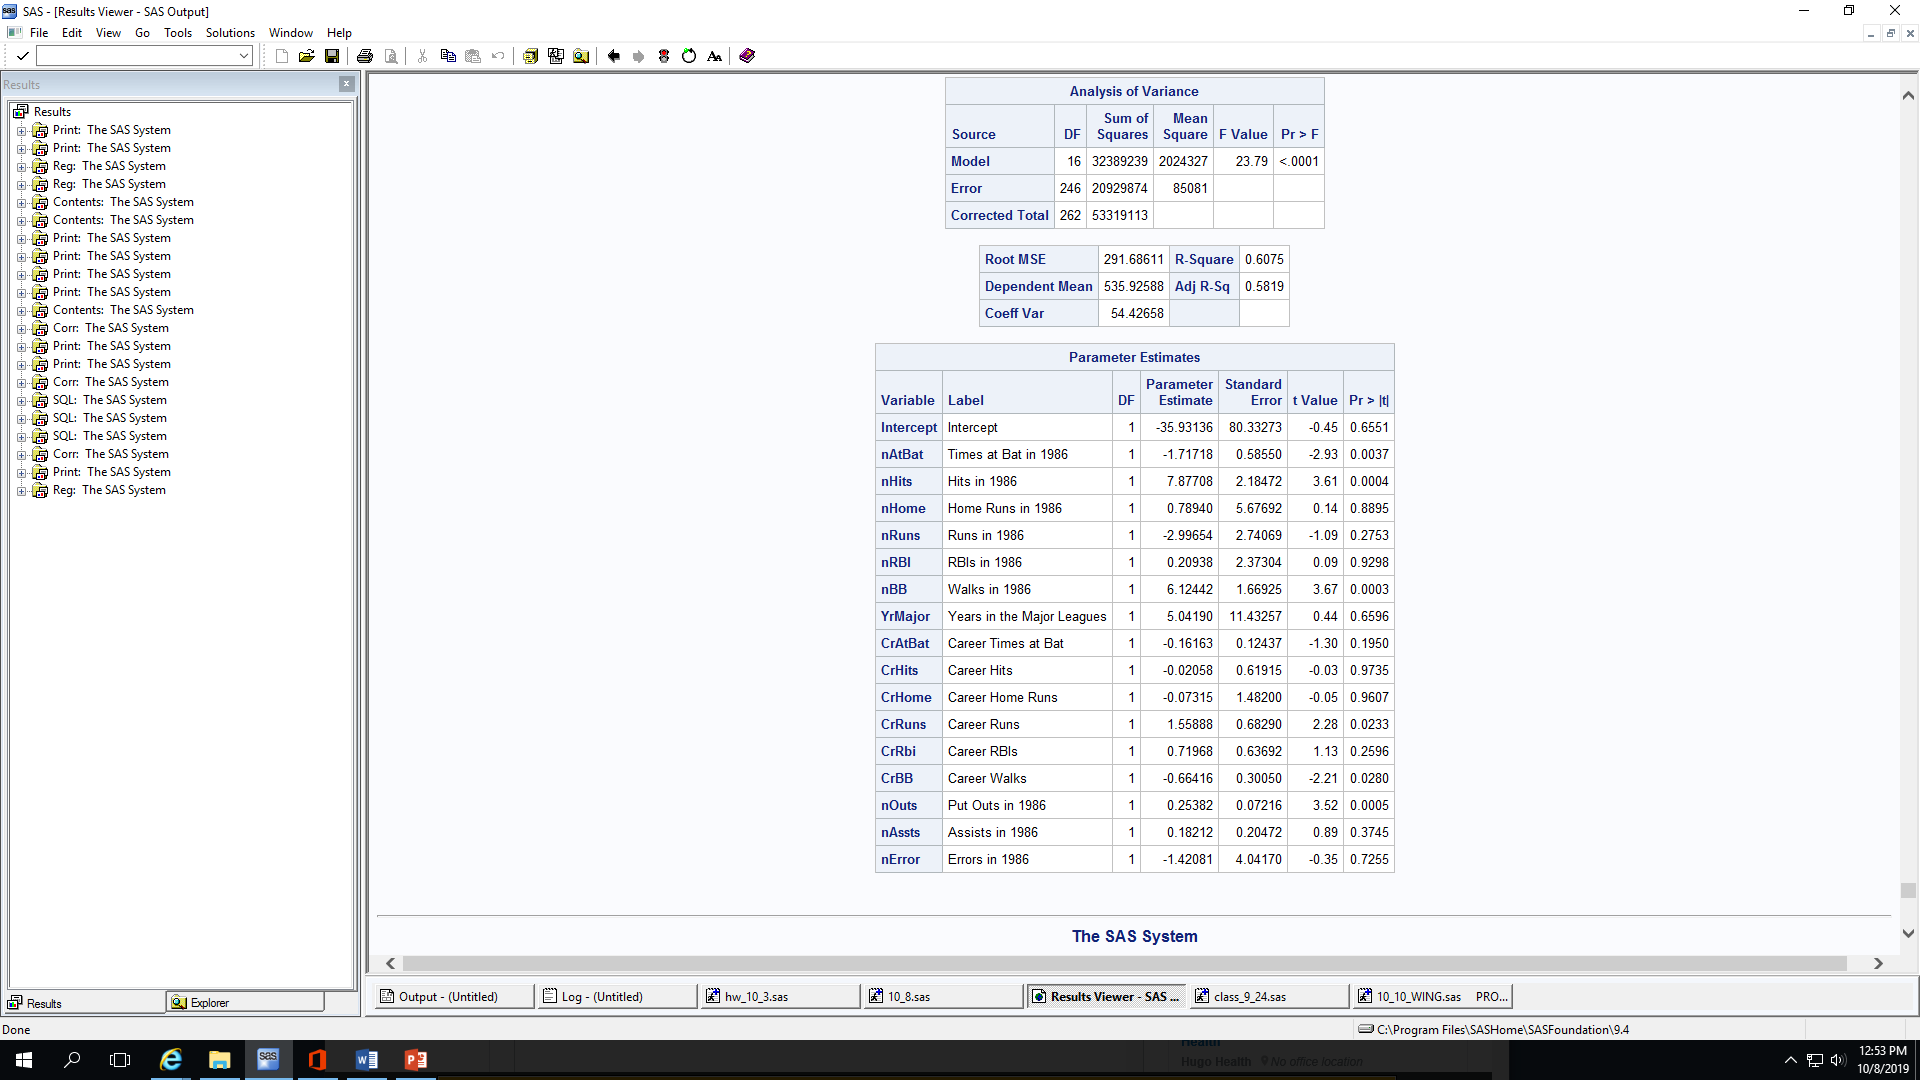 SAS - [Results Viewer - SAS Output]
File Edit View Go Tools Solutions Window Help
Results
Results
Print: The SAS System
Print: The SAS System
Reg: The SAS System
Reg: The SAS System
Contents: The SAS System
Contents: The SAS System
Print: The SAS System
Print: The SAS System
Print: The SAS System
Print: The SAS System
Contents: The SAS System
Corr: The SAS System
Print: The SAS System
Print: The SAS System
Corr: The SAS System
SQL: The SAS System
SQL: The SAS System
SQL: The SAS System
Corr: The SAS System
Print: The SAS System
Reg: The SAS System
Results Explorer
Analysis of Variance
Source DF Sum of Squares Mean Square F Value Pr > F
Model 16 32389239 2024327 23.79 <.0001
Error 246 20929874 85081
Corrected Total 262 53319113
Root MSE 291.68611 R-Square 0.6075
Dependent Mean 535.92588 Adj R-Sq 0.5819
Coeff Var 54.42658
Parameter Estimates
Variable Label DF Parameter Estimate Standard Error t Value Pr > |t|
Intercept Intercept 1 -35.93136 80.33273 -0.45 0.6551
nAtBat Times at Bat in 1986 1 -1.71718 0.58550 -2.93 0.0037
nHits Hits in 1986 1 7.87708 2.18472 3.61 0.0004
nHome Home Runs in 1986 1 0.78940 5.67692 0.14 0.8895
nRuns Runs in 1986 1 -2.99654 2.74069 -1.09 0.2753
nRBI RBIs in 1986 1 0.20938 2.37304 0.09 0.9298
nBB Walks in 1986 1 6.12442 1.66925 3.67 0.0003
YrMajor Years in the Major Leagues 1 5.04190 11.43257 0.44 0.6596
CrAtBat Career Times at Bat 1 -0.16163 0.12437 -1.30 0.1950
CrHits Career Hits 1 -0.02058 0.61915 -0.03 0.9735
CrHome Career Home Runs 1 -0.07315 1.48200 -0.05 0.9607
CrRuns Career Runs 1 1.55888 0.68290 2.28 0.0233
CrRbi Career RBIs 1 0.71968 0.63692 1.13 0.2596
CrBB Career Walks 1 -0.66416 0.30050 -2.21 0.0280
nOuts Put Outs in 1986 1 0.25382 0.07216 3.52 0.0005
nAssts Assists in 1986 1 0.18212 0.20472 0.89 0.3745
nError Errors in 1986 1 -1.42081 4.04170 -0.35 0.7255
The SAS System
Output - (Untitled) Log - (Untitled) hw_10_3.sas 10_8.sas Results Viewer - SAS ... class_9_24.sas 10_10_WING.sas PRO...
Done
C:\Program Files\SASHome\SASFoundation\9.4
Health
Hugo Health No office location
12:53 PM
10/8/2019